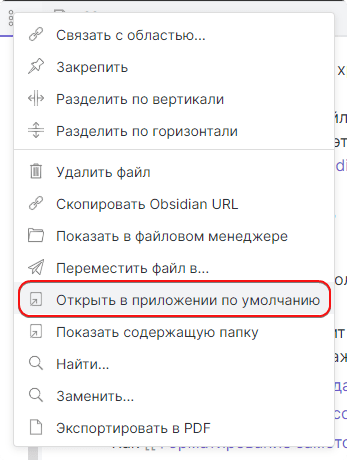 Связать с областью...
Закрепить
Разделить по вертикали
Разделить по горизонтали
Удалить файл
Скопировать Obsidian URL
Показать в файловом менеджере
Переместить файл в...
Открыть в приложении по умолчанию
Показать содержащую папку
Найти...
Заменить...
Экспортировать в PDF